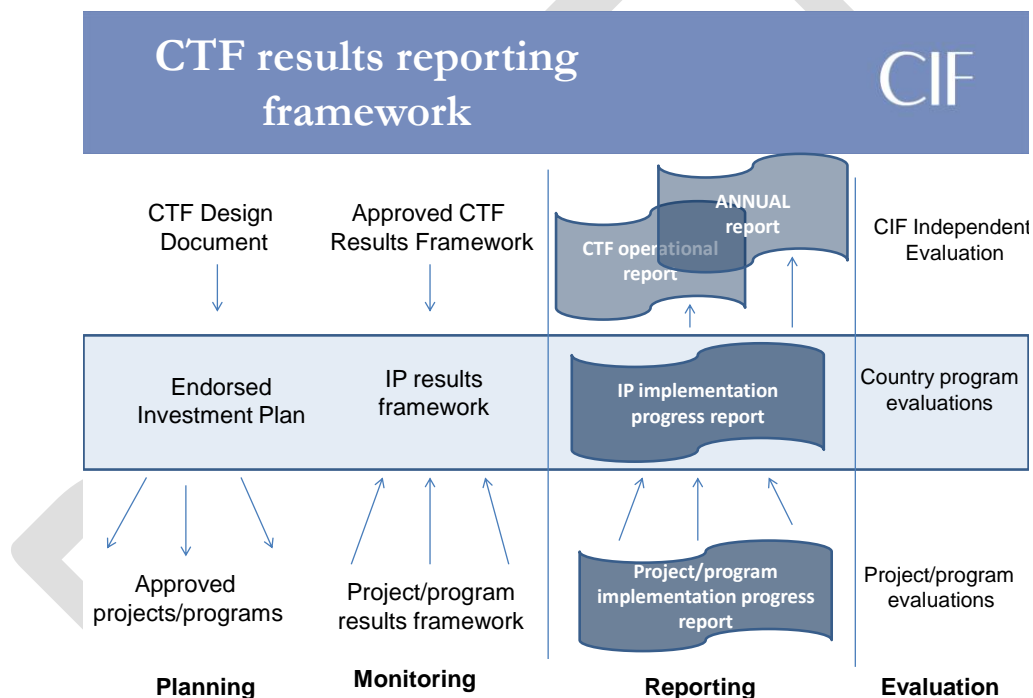 CTF results reporting
framework
CIF
CTF Design
Document
Approved CTF
Results Framework
ANNUAL
report
CTF operational
report
CIF Independent
Evaluation
Endorsed
Investment Plan
IP results
framework
IP implementation
progress report
Country program
evaluations
Approved
projects/programs
Project/program
results framework
Project/program
implementation progress
report
Project/program
evaluations
Planning
Monitoring
Reporting
Evaluation